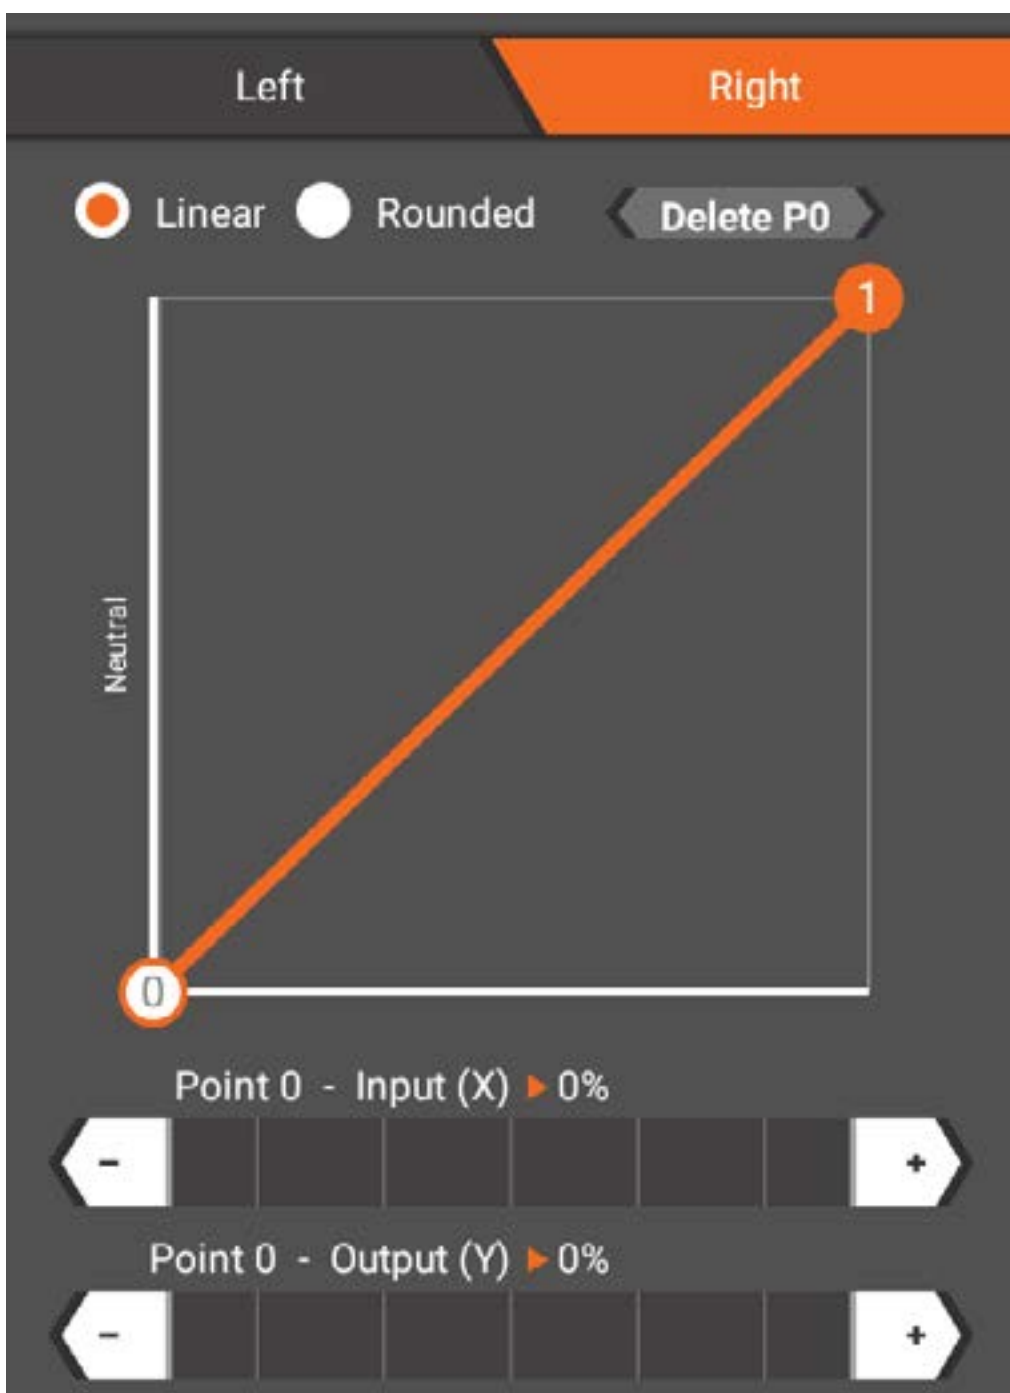 Left Right
Linear Rounded Delete P0
1
Neutral
0
Point 0 - Input (X) ▶ 0%
- +
Point 0 - Output (Y) ▶ 0%
- +